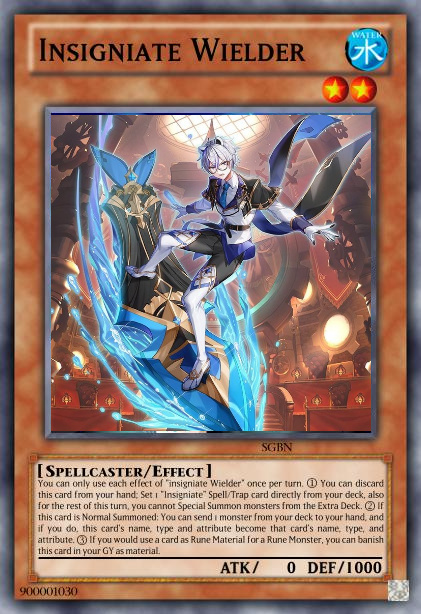 INSIGNIATE WIELDER
WATER
水
SGBN
[ SPELLCASTER/EFFECT ]
You can only use each effect of "insigniate Wielder" once per turn. ① You can discard
this card from your hand; Set 1 "Insigniate" Spell/Trap card directly from your deck, also
for the rest of this turn, you cannot Special Summon monsters from the Extra Deck. ② If
this card is Normal Summoned: You can send 1 monster from your deck to your hand, and
if you do, this card's name, type and attribute become that card's name, type, and
attribute. ③ If you would use a card as Rune Material for a Rune Monster, you can banish
this card in your GY as material.
ATK/ 0 DEF/1000
900001030